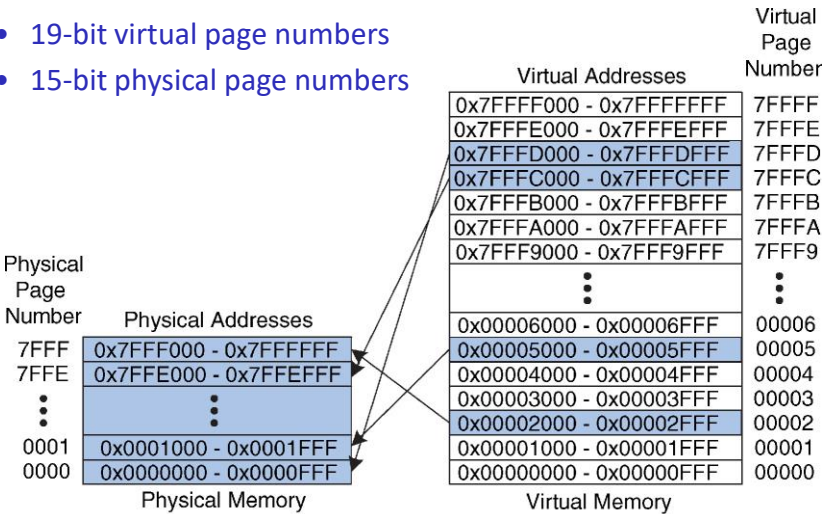 • 19-bit virtual page numbers
• 15-bit physical page numbers
Virtual
Page
Number
Virtual Addresses
0x7FFFF000 - 0x7FFFFFFF 7FFFF
0x7FFFE000 - 0x7FFFEFFF 7FFFE
0x7FFFD000 - 0x7FFFDFFF 7FFFD
0x7FFFC000 - 0x7FFFCFFF 7FFFC
0x7FFFB000 - 0x7FFFBFFF 7FFFB
0x7FFFA000 - 0x7FFFAFFF 7FFFA
0x7FFF9000 - 0x7FFF9FFF 7FFF9
0x00006000 - 0x00006FFF 00006
0x00005000 - 0x00005FFF 00005
0x00004000 - 0x00004FFF 00004
0x00003000 - 0x00003FFF 00003
0x00002000 - 0x00002FFF 00002
0x00001000 - 0x00001FFF 00001
0x00000000 - 0x00000FFF 00000
Virtual Memory
Physical
Page
Number
Physical Addresses
7FFF 0x7FFF000 - 0x7FFFFFF
7FFE 0x7FFE000 - 0x7FFEFFF
0001 0x0001000 - 0x0001FFF
0000 0x0000000 - 0x0000FFF
Physical Memory